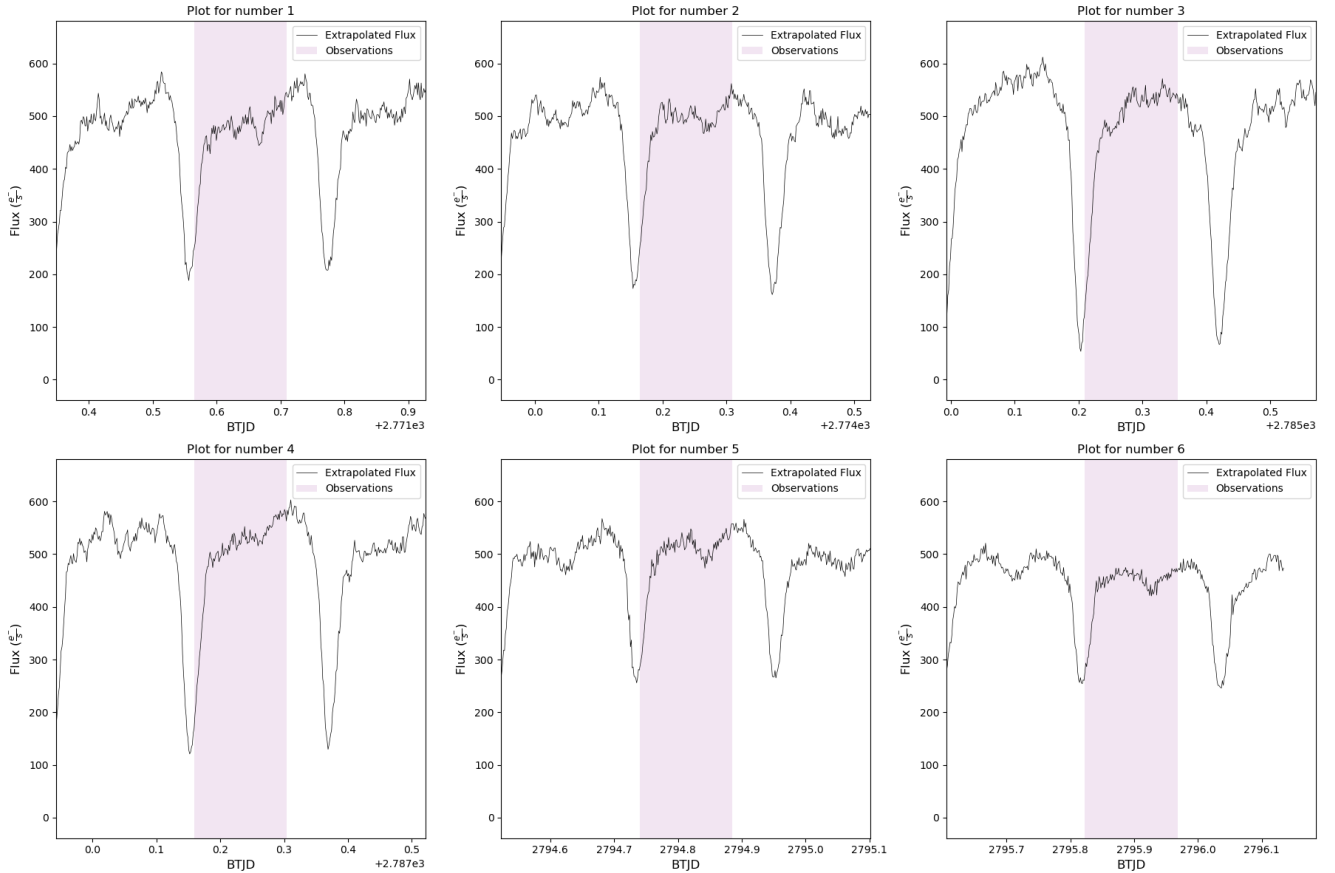 Plot for number 1
Extrapolated Flux
Observations
Flux (e⁻/s)
600
500
400
300
200
100
0
0.4 0.5 0.6 0.7 0.8 0.9
BTJD
+2.771e3
Plot for number 2
Extrapolated Flux
Observations
Flux (e⁻/s)
600
500
400
300
200
100
0
0.0 0.1 0.2 0.3 0.4 0.5
BTJD
+2.774e3
Plot for number 3
Extrapolated Flux
Observations
Flux (e⁻/s)
600
500
400
300
200
100
0
0.0 0.1 0.2 0.3 0.4 0.5
BTJD
+2.785e3
Plot for number 4
Extrapolated Flux
Observations
Flux (e⁻/s)
600
500
400
300
200
100
0
0.0 0.1 0.2 0.3 0.4 0.5
BTJD
+2.787e3
Plot for number 5
Extrapolated Flux
Observations
Flux (e⁻/s)
600
500
400
300
200
100
0
2794.6 2794.7 2794.8 2794.9 2795.0 2795.1
BTJD
Plot for number 6
Extrapolated Flux
Observations
Flux (e⁻/s)
600
500
400
300
200
100
0
2795.7 2795.8 2795.9 2796.0 2796.1
BTJD